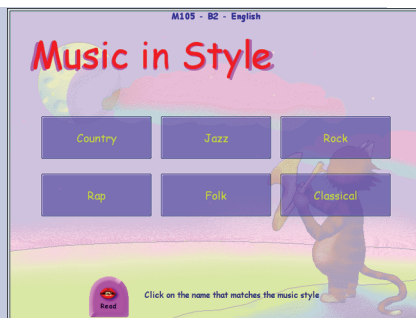 M105 - B2 - English
Music in Style
Country Jazz Rock
Rap Folk Classical
Read
Click on the name that matches the music style